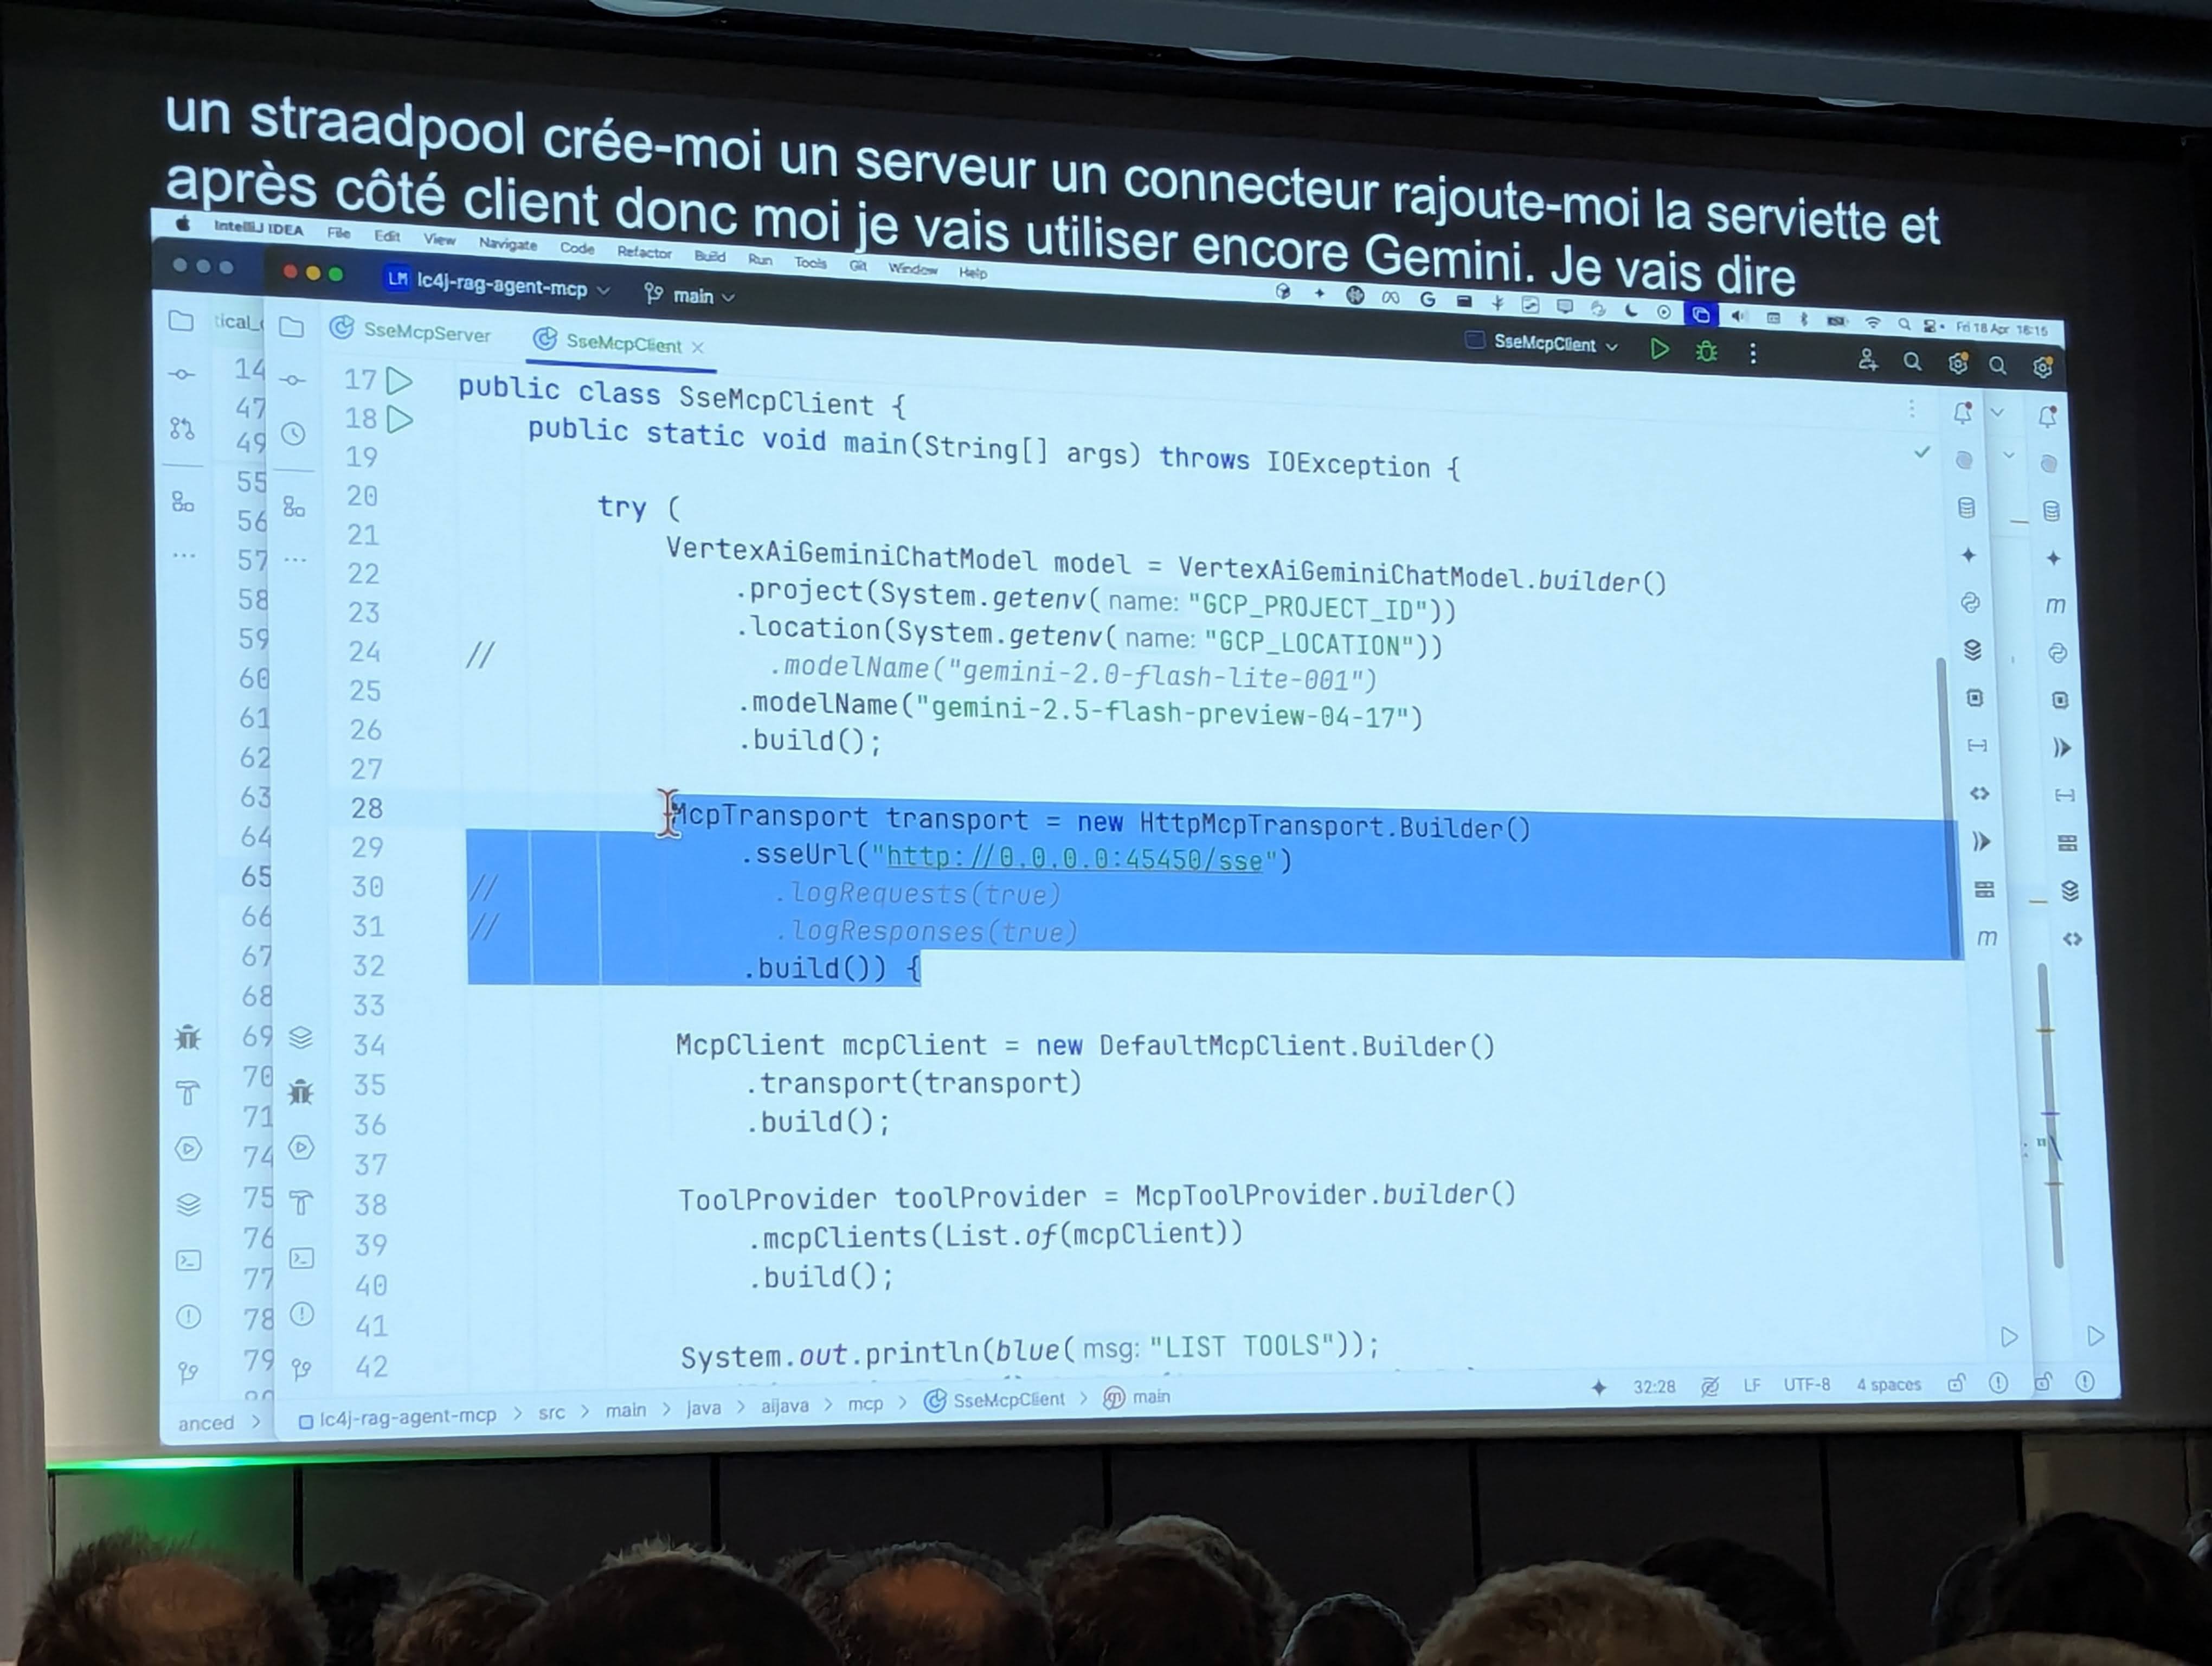 un straadpool crée-moi un serveur un connecteur rajoute-moi la serviette et
après côté client donc moi je vais utiliser encore Gemini. Je vais dire
IntelliJ IDEA File Edit View Navigate Code Refactor Build Run Tools Git Window Help
Fri 18 Apr 16:15
LM lc4j-rag-agent-mcp main
SseMcpClient
SseMcpServer
SseMcpClient
14
47
49
55
56
57
58
59
60
61
62
63
64
65
66
67
68
69
70
71
74
75
76
77
78
79
17 public class SseMcpClient {
18 public static void main(String[] args) throws IOException {
19
20 try (
21 VertexAiGeminiChatModel model = VertexAiGeminiChatModel.builder()
22 .project(System.getenv( name: "GCP_PROJECT_ID"))
23 .location(System.getenv( name: "GCP_LOCATION"))
24 // .modelName("gemini-2.0-flash-lite-001")
25 .modelName("gemini-2.5-flash-preview-04-17")
26 .build();
27
28 McpTransport transport = new HttpMcpTransport.Builder()
29 .sseUrl("http://0.0.0.0:45450/sse")
30 // .logRequests(true)
31 // .logResponses(true)
32 .build()) {
33
34 McpClient mcpClient = new DefaultMcpClient.Builder()
35 .transport(transport)
36 .build();
37
38 ToolProvider toolProvider = McpToolProvider.builder()
39 .mcpClients(List.of(mcpClient))
40 .build();
41
42 System.out.println(blue( msg: "LIST TOOLS"));
anced > lc4j-rag-agent-mcp > src > main > java > aijava > mcp > SseMcpClient > main
32:28 LF UTF-8 4 spaces